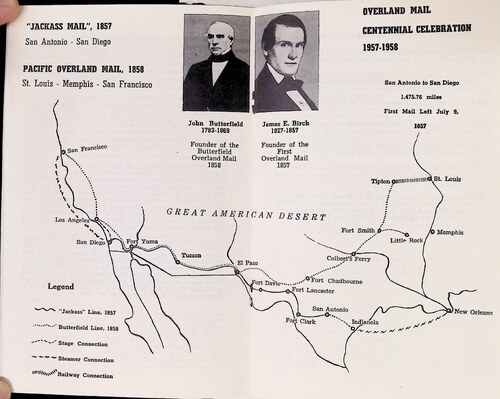 "JACKASS MAIL", 1857
San Antonio - San Diego
PACIFIC OVERLAND MAIL, 1858
St. Louis - Memphis - San Francisco
John Butterfield
1783-1869
Founder of the
Butterfield
Overland Mail
1858
James E. Birch
1827-1857
Founder of
the First
Overland Mail
1857
OVERLAND MAIL
CENTENNIAL CELEBRATION
1957-1958
San Antonio to San Diego
1,475.76 miles
First Mail Left July 9,
1857
San Francisco
Tipton
St. Louis
GREAT AMERICAN DESERT
Los Angeles
Fort Smith
Little Rock
Memphis
San Diego
Fort Yuma
Tucson
Colbert's Ferry
El Paso
Fort Chadbourne
Fort Davis
Fort Lancaster
San Antonio
Fort Clark
Indianola
New Orleans
Legend
"Jackass" Line, 1857
Butterfield Line, 1858
Stage Connection
Steamer Connection
Railway Connection